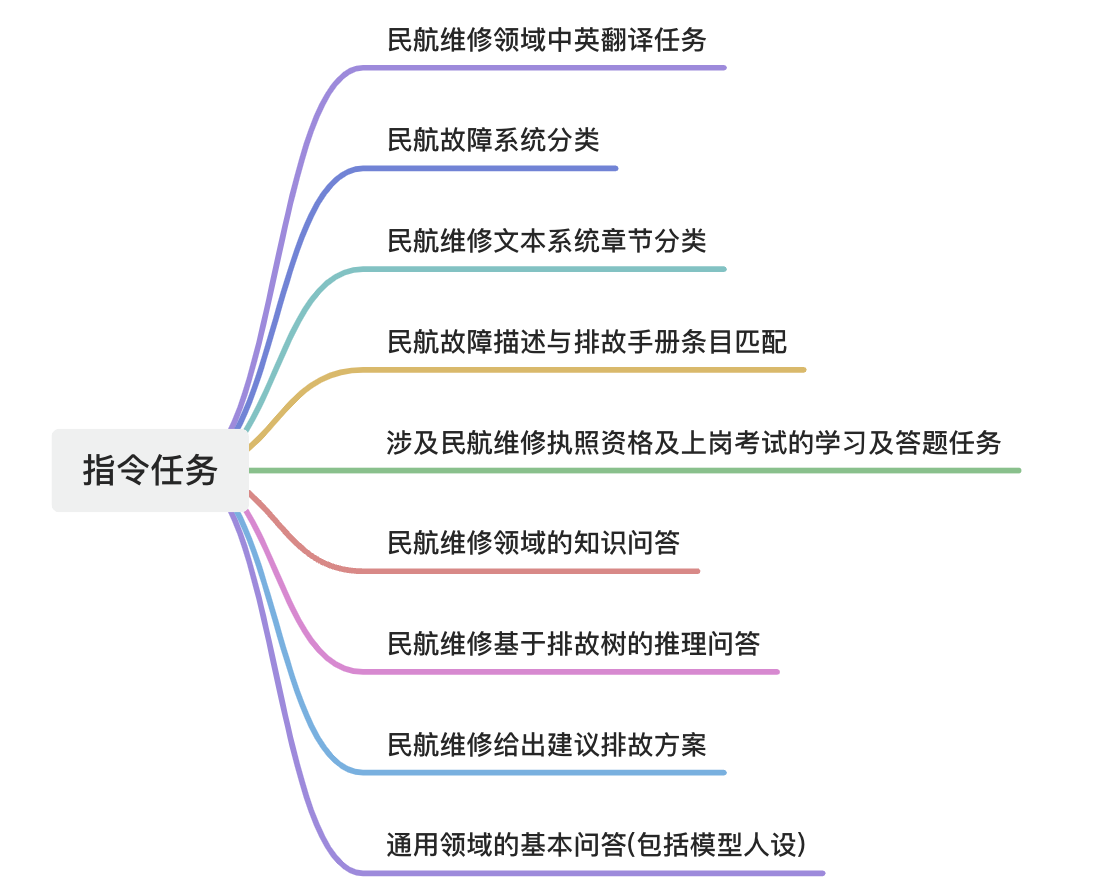 民航维修领域中英翻译任务
民航故障系统分类
民航维修文本系统章节分类
民航故障描述与排故手册条目匹配
涉及民航维修执照资格及上岗考试的学习及答题任务
指令任务
民航维修领域的知识问答
民航维修基于排故树的推理问答
民航维修给出建议排故方案
通用领域的基本问答(包括模型人设)